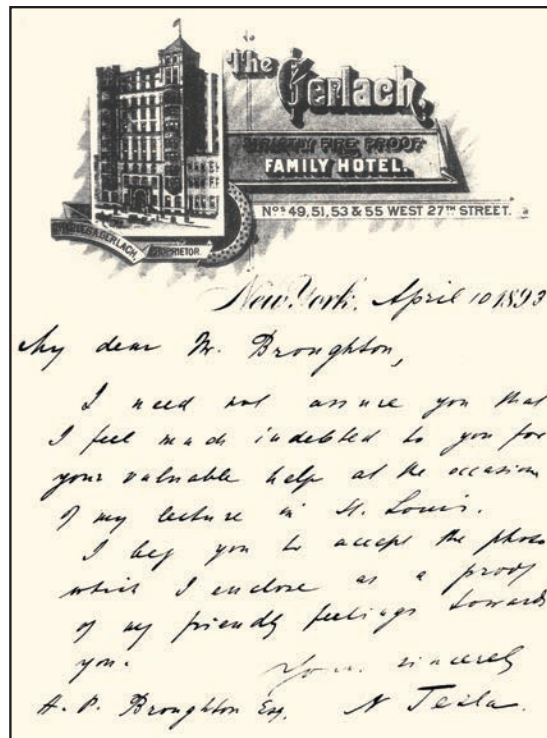 The Gerlach,
STRICTLY FIRE PROOF
FAMILY HOTEL.
Nos 49, 51, 53 & 55 WEST 27TH STREET.
CHARLES A. GERLACH, PROPRIETOR.
New York, April 10 1893
My dear Mr. Broughton,
I need not assure you that
I feel much indebted to you for
your valuable help at the occasion
of my lecture in St. Louis.
I beg you to accept the photo
which I enclose as a proof
of my friendly feelings towards
you.
Yours sincerely
A. P. Broughton Esq. N Tesla.